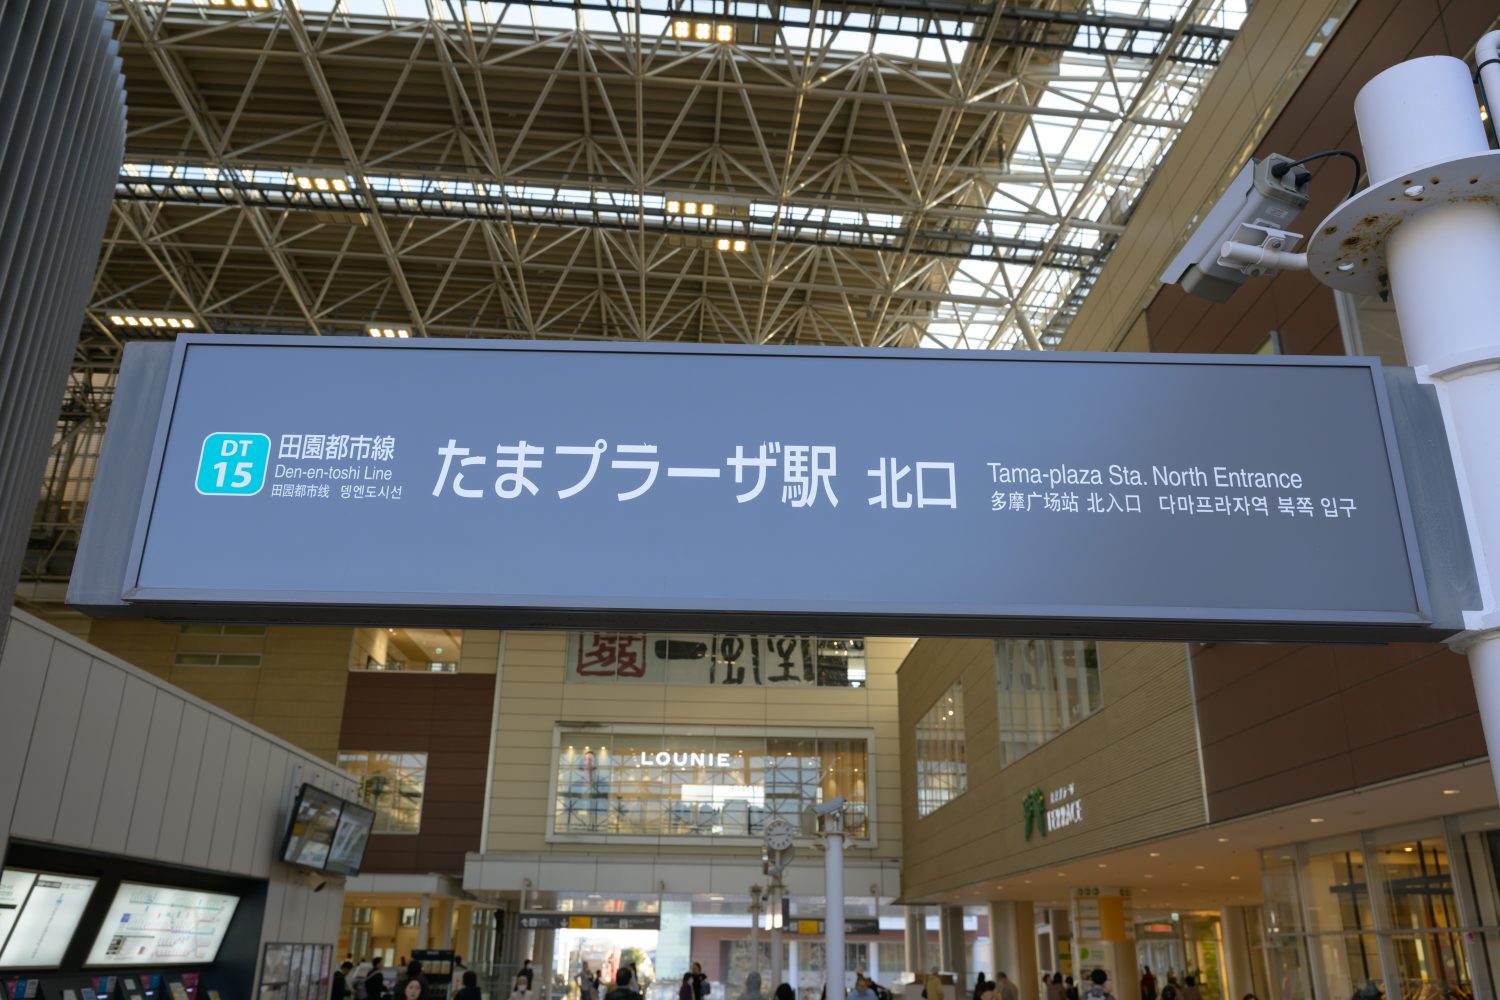 DT
15
田園都市線
Den-en-toshi Line
田园都市线 덴엔도시선
たまプラーザ駅 北口
Tama-plaza Sta. North Entrance
多摩广场站 北入口 다마프라자역 북쪽 입구
LOUNIE
TERRACE